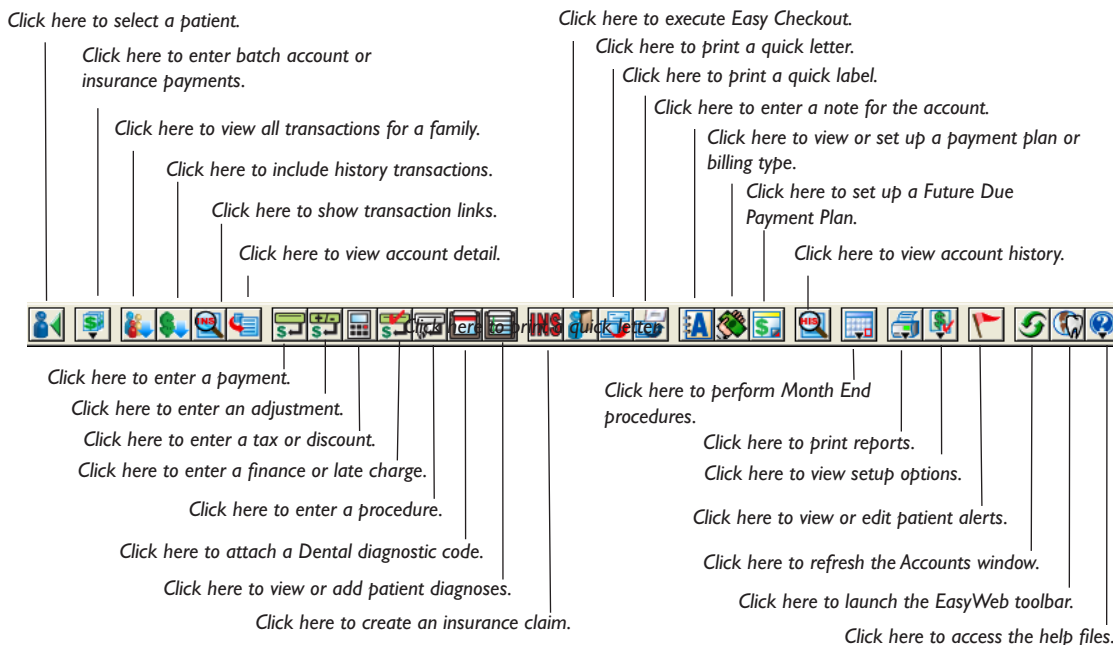 Click here to select a patient.
Click here to enter batch account or
insurance payments.
Click here to view all transactions for a family.
Click here to include history transactions.
Click here to show transaction links.
Click here to view account detail.
Click here to execute Easy Checkout.
Click here to print a quick letter.
Click here to print a quick label.
Click here to enter a note for the account.
Click here to view or set up a payment plan or
billing type.
Click here to set up a Future Due
Payment Plan.
Click here to view account history.
INS
INS
A
HIS
Click here to print a quick letter.
Click here to enter a payment.
Click here to enter an adjustment.
Click here to enter a tax or discount.
Click here to enter a finance or late charge.
Click here to enter a procedure.
Click here to attach a Dental diagnostic code.
Click here to view or add patient diagnoses.
Click here to create an insurance claim.
Click here to perform Month End
procedures.
Click here to print reports.
Click here to view setup options.
Click here to view or edit patient alerts.
Click here to refresh the Accounts window.
Click here to launch the EasyWeb toolbar.
Click here to access the help files.